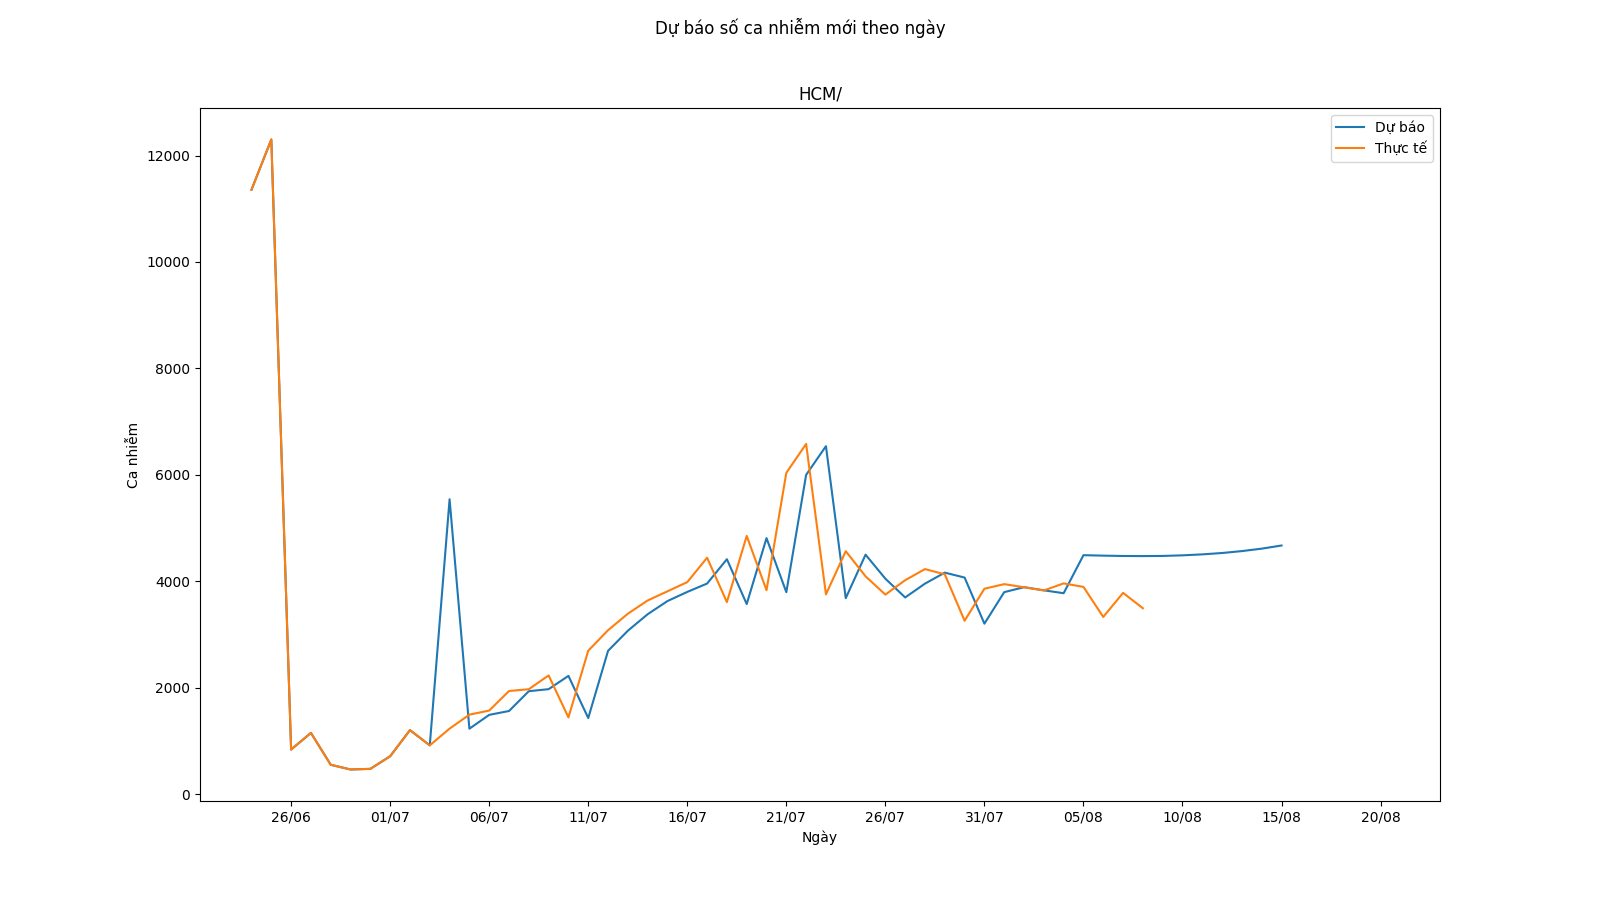 Dự báo số ca nhiễm mới theo ngày
HCM/
Dự báo
Thực tế
12000
10000
8000
6000
4000
2000
0
Ca nhiễm
26/06 01/07 06/07 11/07 16/07 21/07 26/07 31/07 05/08 10/08 15/08 20/08
Ngày